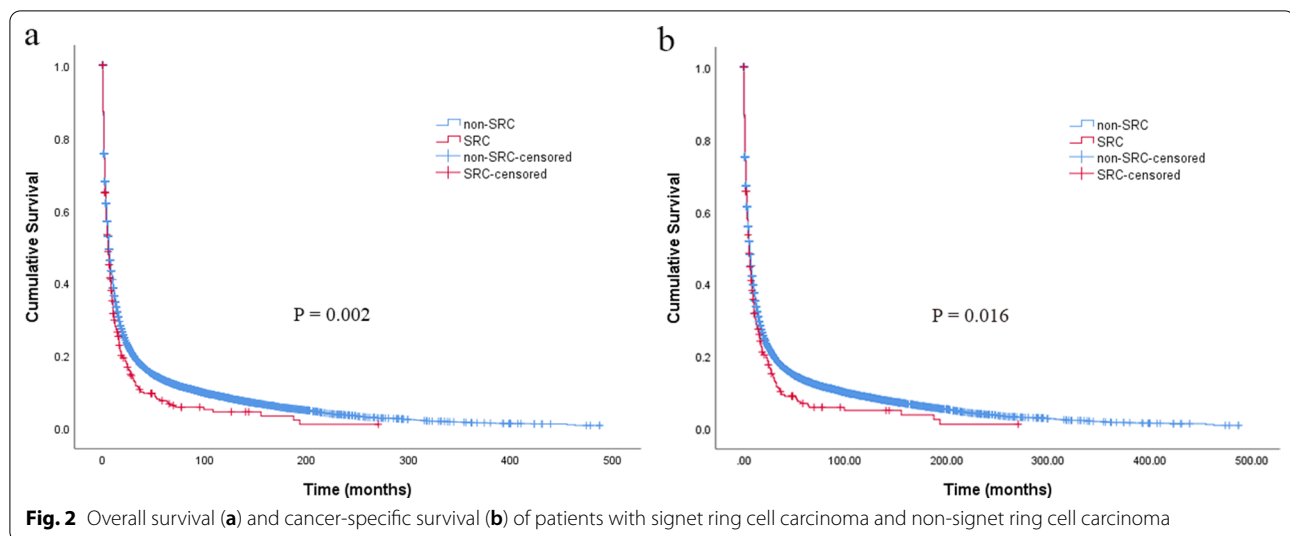 a
1.0
0.8
0.6
0.4
0.2
0.0
Cumulative Survival
non-SRC
SRC
non-SRC-censored
SRC-censored
P = 0.002
0 100 200 300 400 500
Time (months)
b
1.0
0.8
0.6
0.4
0.2
0.0
Cumulative Survival
non-SRC
SRC
non-SRC-censored
SRC-censored
P = 0.016
.00 100.00 200.00 300.00 400.00 500.00
Time (months)
Fig. 2 Overall survival (a) and cancer-specific survival (b) of patients with signet ring cell carcinoma and non-signet ring cell carcinoma